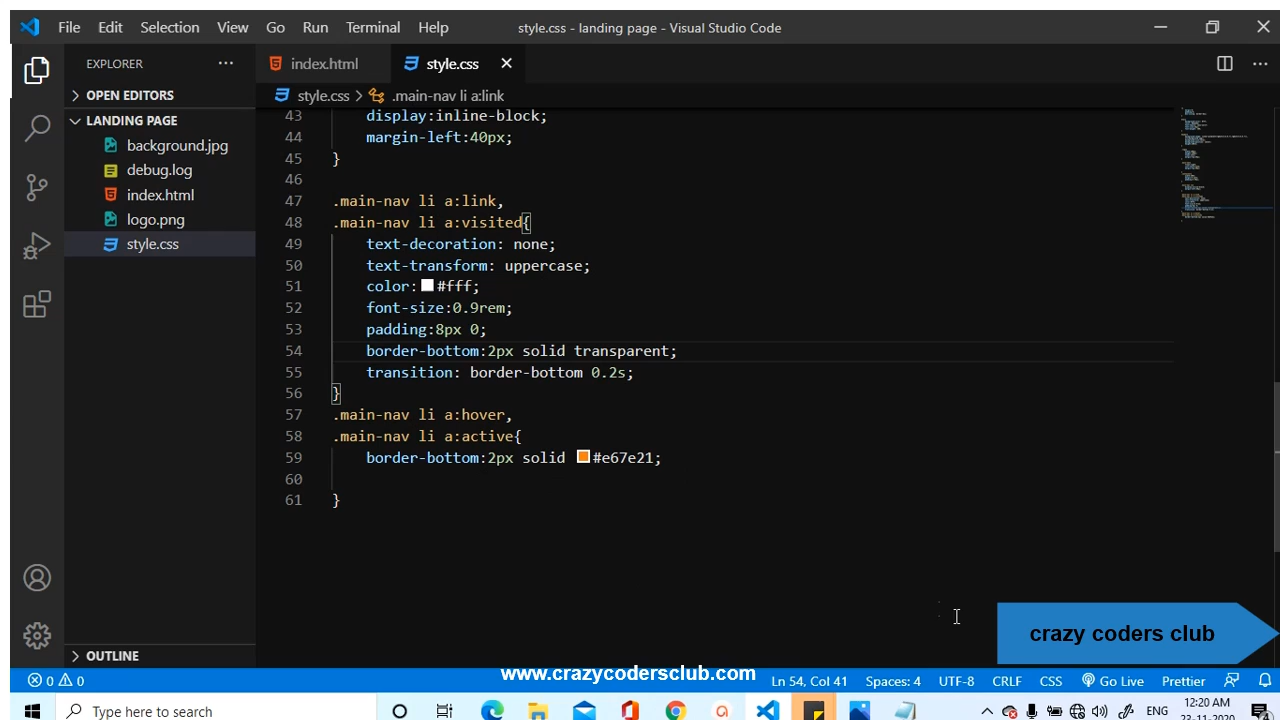 File Edit Selection View Go Run Terminal Help
style.css - landing page - Visual Studio Code
EXPLORER
index.html
style.css
OPEN EDITORS
style.css
.main-nav li a:link
LANDING PAGE
background.jpg
debug.log
index.html
logo.png
style.css
43 display:inline-block;
44 margin-left:40px;
45 }
46
47 .main-nav li a:link,
48 .main-nav li a:visited{
49 text-decoration: none;
50 text-transform: uppercase;
51 color: #fff;
52 font-size:0.9rem;
53 padding:8px 0;
54 border-bottom:2px solid transparent;
55 transition: border-bottom 0.2s;
56 }
57 .main-nav li a:hover,
58 .main-nav li a:active{
59 border-bottom:2px solid #e67e21;
60
61 }
crazy coders club
OUTLINE
0 0
www.crazycodersclub.com
Ln 54, Col 41 Spaces: 4 UTF-8 CRLF CSS Go Live Prettier
Type here to search
ENG
12:20 AM